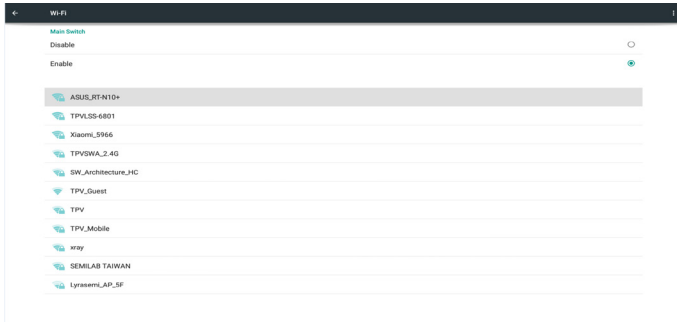 Wi-Fi
Main Switch
Disable
Enable
ASUS_RT-N10+
TPVLSS-6801
Xiaomi_5966
TPVSWA_2.4G
SW_Architecture_HC
TPV_Guest
TPV
TPV_Mobile
xray
SEMILAB TAIWAN
Lyrasemi_AP_5F